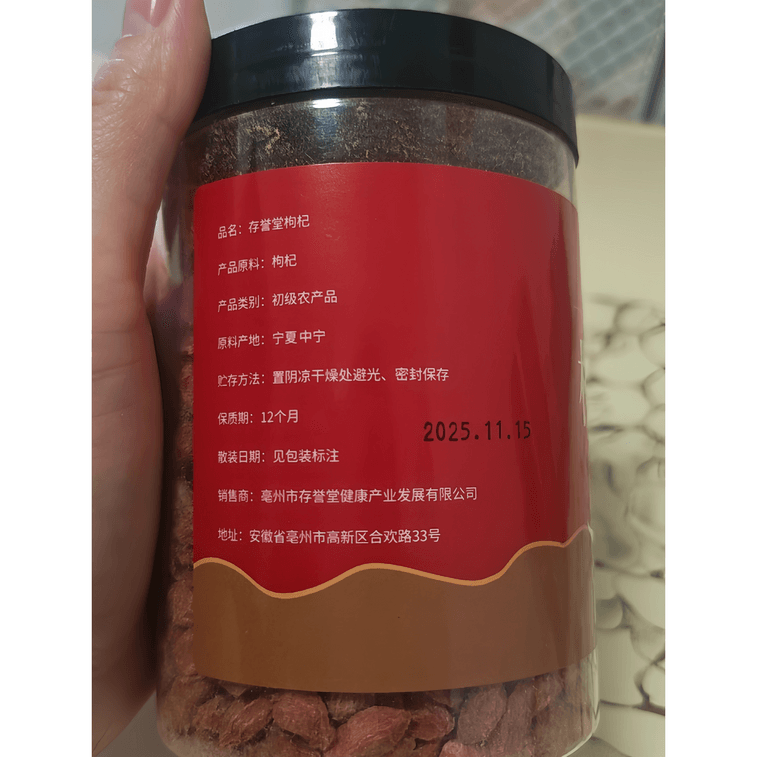 品名：存誉堂枸杞
产品原料：枸杞
产品类别：初级农产品
原料产地：宁夏中宁
贮存方法：置阴凉干燥处避光、密封保存
保质期：12个月
2025.11.15
散装日期：见包装标注
销售商：亳州市存誉堂健康产业发展有限公司
地址：安徽省亳州市高新区合欢路33号